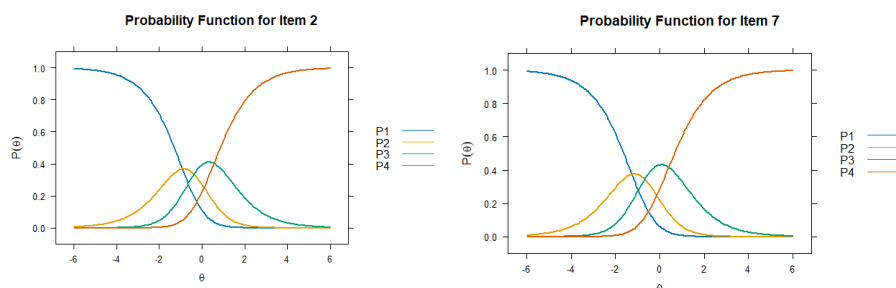 Probability Function for Item 2
P(θ)
1.0
0.8
0.6
0.4
0.2
0.0
-6 -4 -2 0 2 4 6
θ
P1
P2
P3
P4
Probability Function for Item 7
P(θ)
1.0
0.8
0.6
0.4
0.2
0.0
-6 -4 -2 0 2 4 6
θ
P1
P2
P3
P4